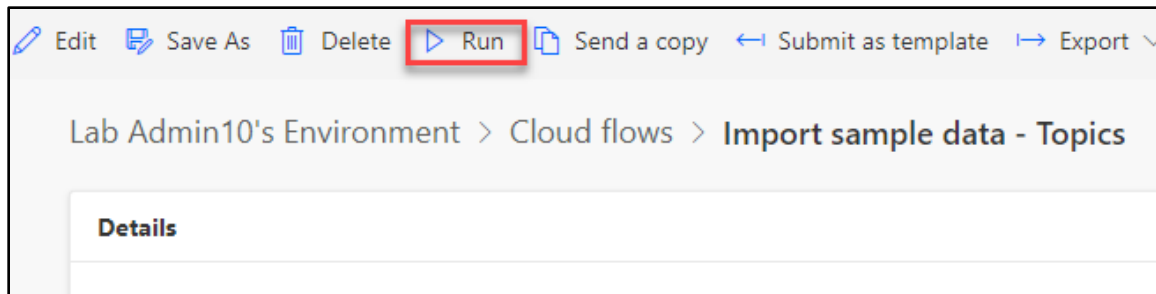 Edit Save As Delete Run Send a copy Submit as template Export
Lab Admin10's Environment > Cloud flows > Import sample data - Topics
Details